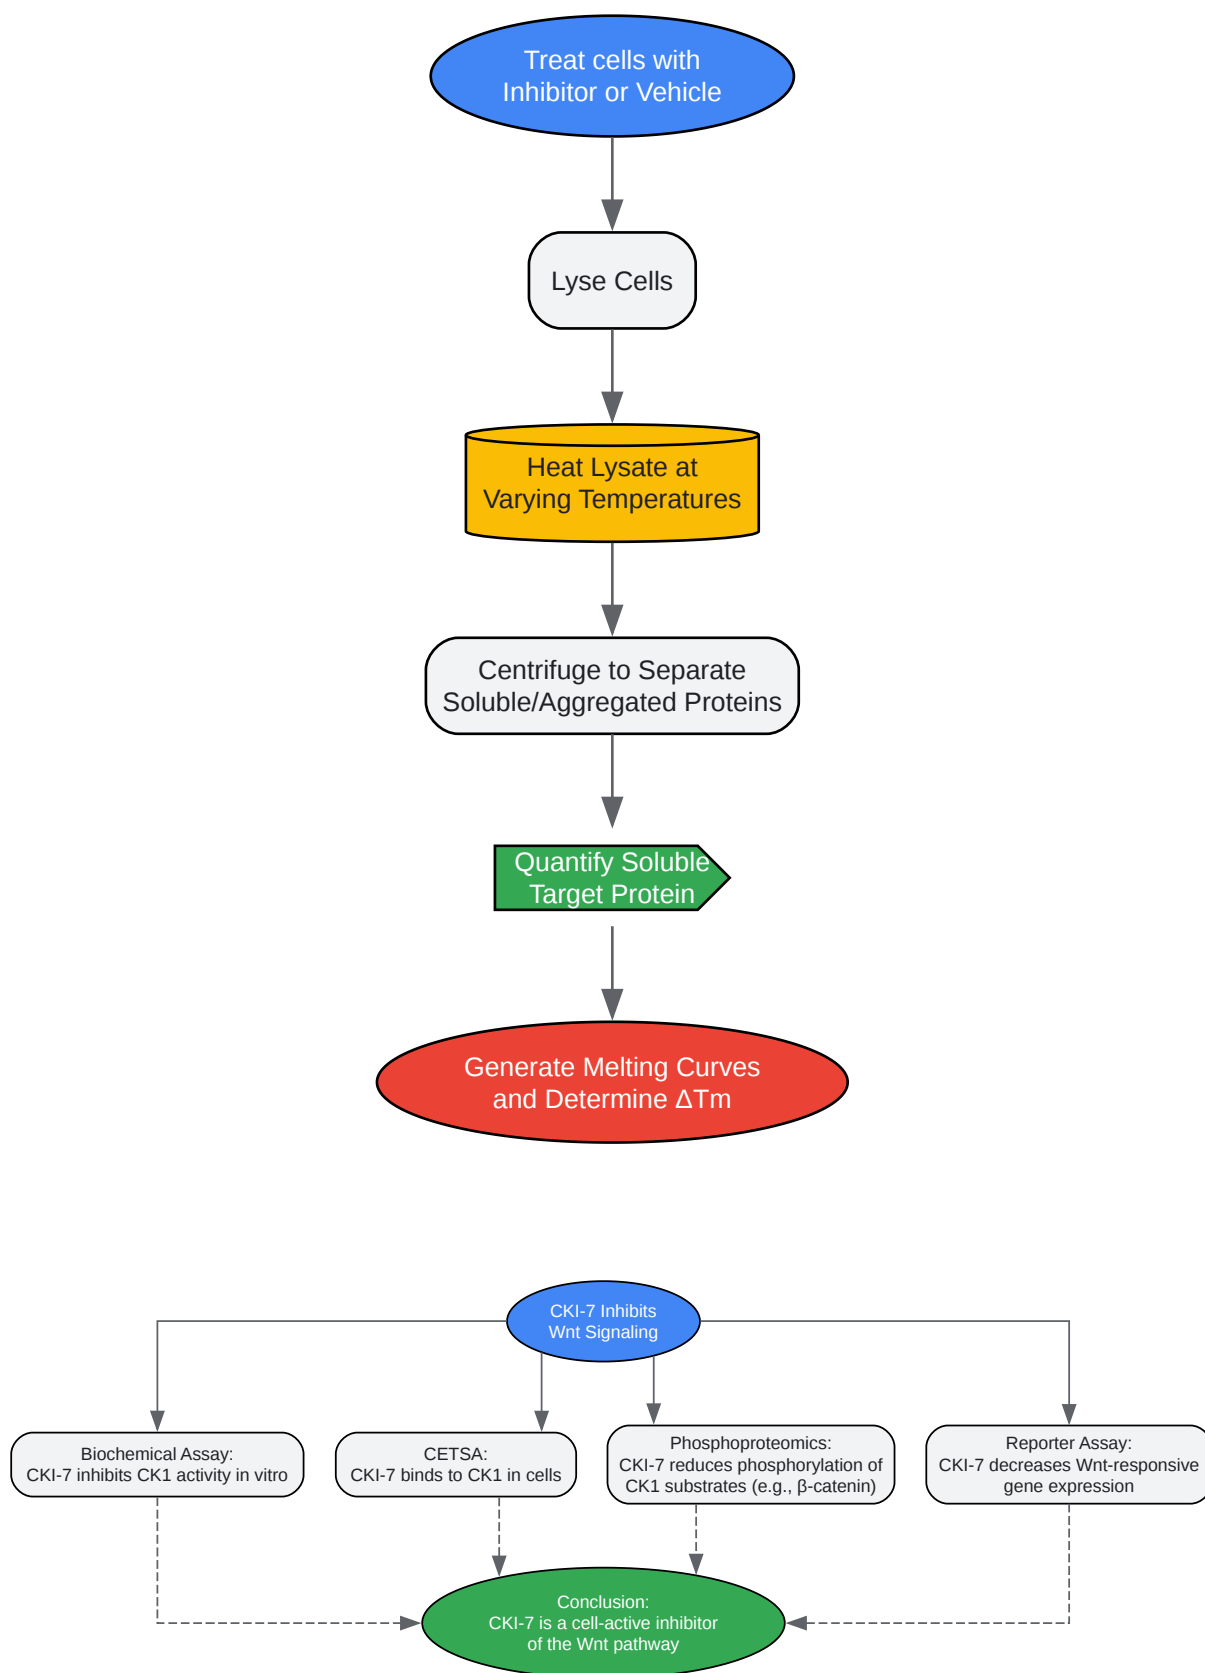 Treat cells with
Inhibitor or Vehicle
Lyse Cells
Heat Lysate at
Varying Temperatures
Centrifuge to Separate
Soluble/Aggregated Proteins
Quantify Soluble
Target Protein
Generate Melting Curves
and Determine ΔTm
CKI-7 Inhibits
Wnt Signaling
Biochemical Assay:
CKI-7 inhibits CK1 activity in vitro
CETSA:
CKI-7 binds to CK1 in cells
Phosphoproteomics:
CKI-7 reduces phosphorylation of
CK1 substrates (e.g., β-catenin)
Reporter Assay:
CKI-7 decreases Wnt-responsive
gene expression
Conclusion:
CKI-7 is a cell-active inhibitor
of the Wnt pathway